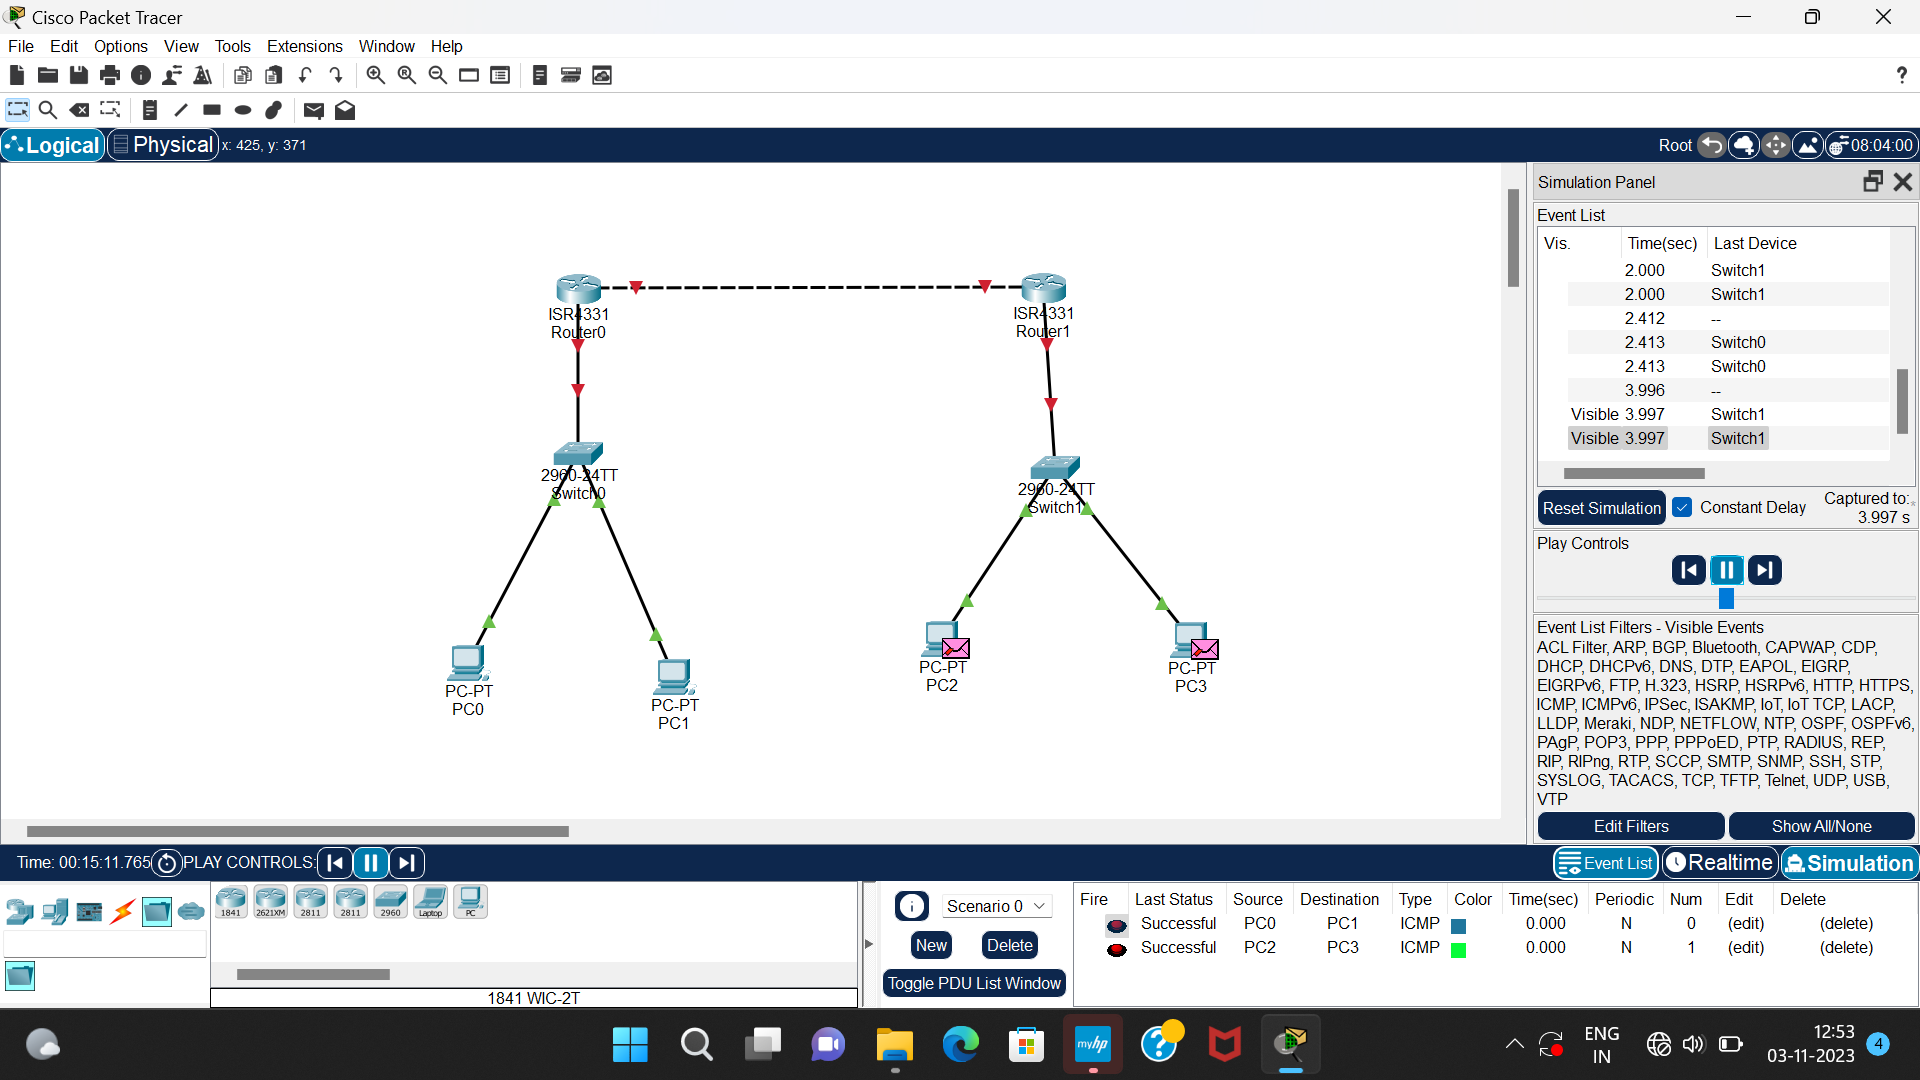 Cisco Packet Tracer
File Edit Options View Tools Extensions Window Help
?
Logical Physical x: 425, y: 371 Root 08:04:00
Simulation Panel
Event List
Vis. Time(sec) Last Device
2.000 Switch1
2.000 Switch1
2.412 --
2.413 Switch0
2.413 Switch0
3.996 --
Visible 3.997 Switch1
Visible 3.997 Switch1
Reset Simulation Constant Delay Captured to:
3.997 s
Play Controls
Event List Filters - Visible Events
ACL Filter, ARP, BGP, Bluetooth, CAPWAP, CDP,
DHCP, DHCPv6, DNS, DTP, EAPOL, EIGRP,
EIGRPv6, FTP, H.323, HSRP, HSRPv6, HTTP, HTTPS,
ICMP, ICMPv6, IPSec, ISAKMP, IoT, IoT TCP, LACP,
LLDP, Meraki, NDP, NETFLOW, NTP, OSPF, OSPFv6,
PAgP, POP3, PPP, PPPoED, PTP, RADIUS, REP,
RIP, RIPng, RTP, SCCP, SMTP, SNMP, SSH, STP,
SYSLOG, TACACS, TCP, TFTP, Telnet, UDP, USB,
VTP
Edit Filters Show All/None
ISR4331
Router0
ISR4331
Router1
2960-24TT
Switch0
2960-24TT
Switch1
PC-PT
PC0
PC-PT
PC1
PC-PT
PC2
PC-PT
PC3
Time: 00:15:11.765 PLAY CONTROLS: Event List Realtime Simulation
1841 2621XM 2811 2811 2960 Laptop PC
1841 WIC-2T
Scenario 0
New Delete
Toggle PDU List Window
Fire Last Status Source Destination Type Color Time(sec) Periodic Num Edit Delete
Successful PC0 PC1 ICMP 0.000 N 0 (edit) (delete)
Successful PC2 PC3 ICMP 0.000 N 1 (edit) (delete)
myhp
?
ENG
IN
12:53
03-11-2023
4